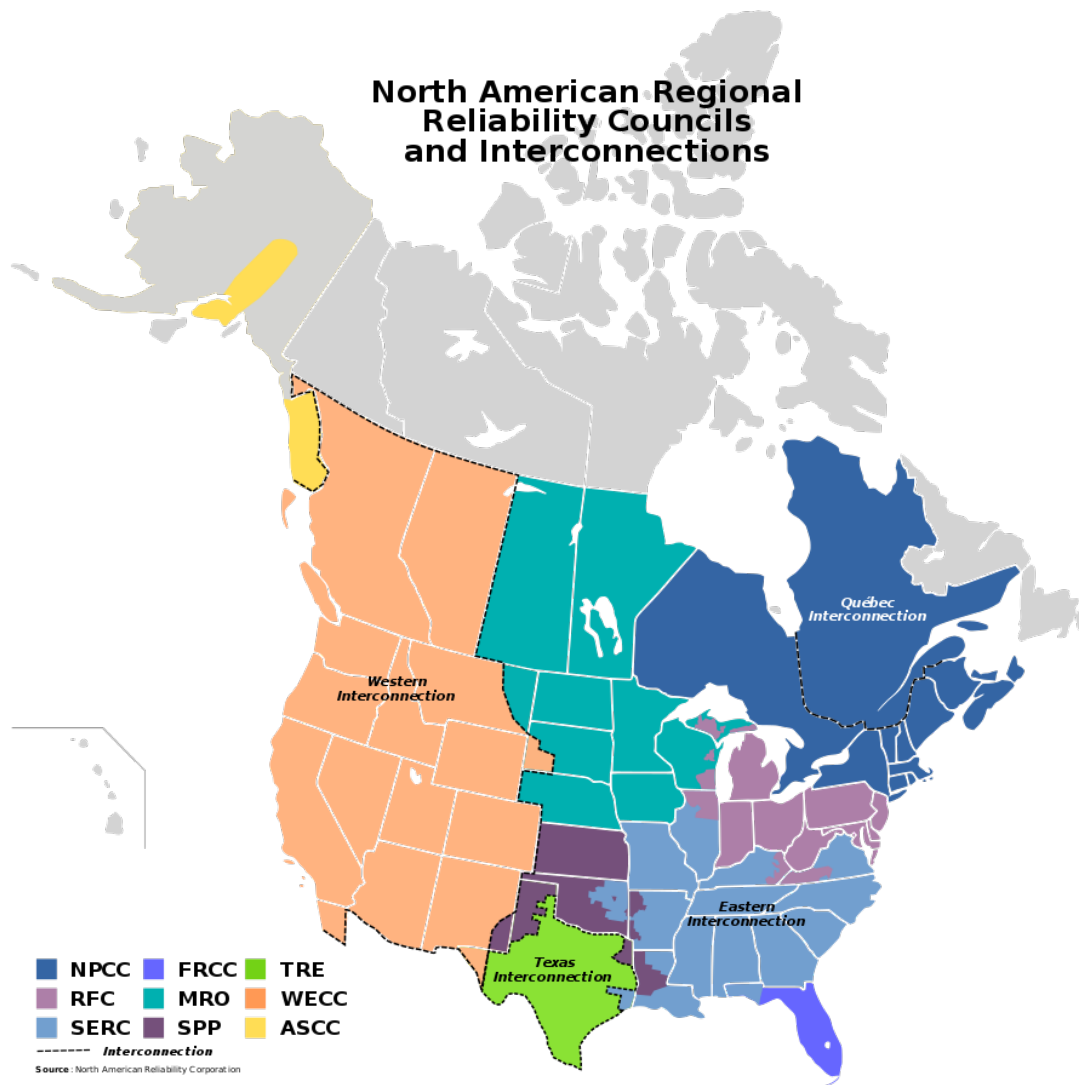 North American Regional
Reliability Councils
and Interconnections
Québec
Interconnection
Western
Interconnection
Eastern
Interconnection
Texas
Interconnection
NPCC FRCC TRE
RFC MRO WECC
SERC SPP ASCC
Interconnection
Source : North American Reliability Corporation